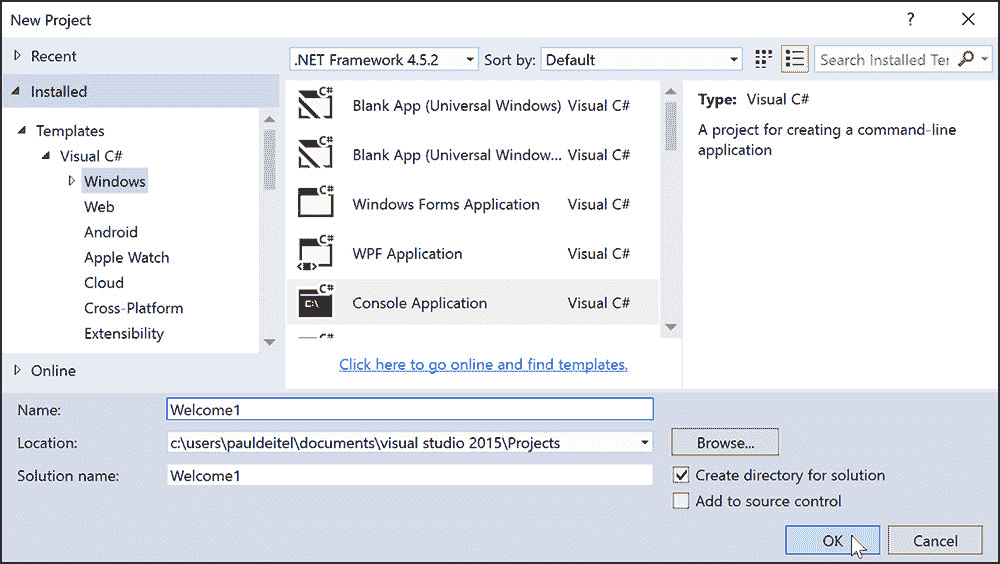 New Project
?
Recent
.NET Framework 4.5.2 Sort by: Default Search Installed Te
Installed
Templates
Visual C#
Windows
Web
Android
Apple Watch
Cloud
Cross-Platform
Extensibility
Online
C# Blank App (Universal Windows) Visual C#
C# Blank App (Universal Window... Visual C#
C# Windows Forms Application Visual C#
C# WPF Application Visual C#
C# C:\ Console Application Visual C#
C#
Click here to go online and find templates.
Type: Visual C#
A project for creating a command-line
application
Name: Welcome1
Location: c:\users\pauldeitel\documents\visual studio 2015\Projects Browse...
Solution name: Welcome1
Create directory for solution
Add to source control
OK Cancel